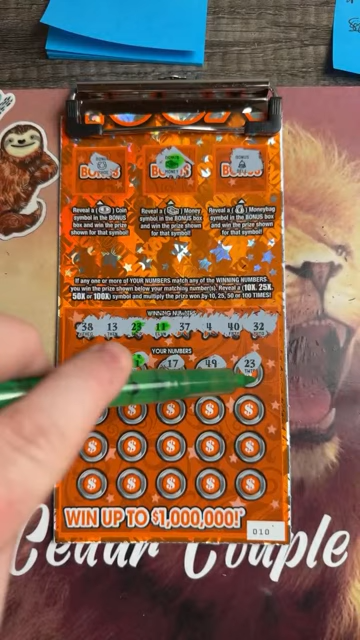 BONUS BONUS BONUS
Reveal a Coin symbol in the BONUS box and win the prize shown for that symbol!
Reveal a Money symbol in the BONUS box and win the prize shown for that symbol!
Reveal a Moneybag symbol in the BONUS box and win the prize shown for that symbol!
If any one or more of YOUR NUMBERS match any of the WINNING NUMBERS,
you win the prize shown below your matching number(s). Reveal a 10X, 25X,
50X or 100X symbol and multiply the prize won by 10, 25, 50 or 100 TIMES!
WINNING NUMBERS
38 13 23 11 37 4 40 32
YOUR NUMBERS
17 49 23
WIN UP TO $1,000,000!
010
Cedar Couple